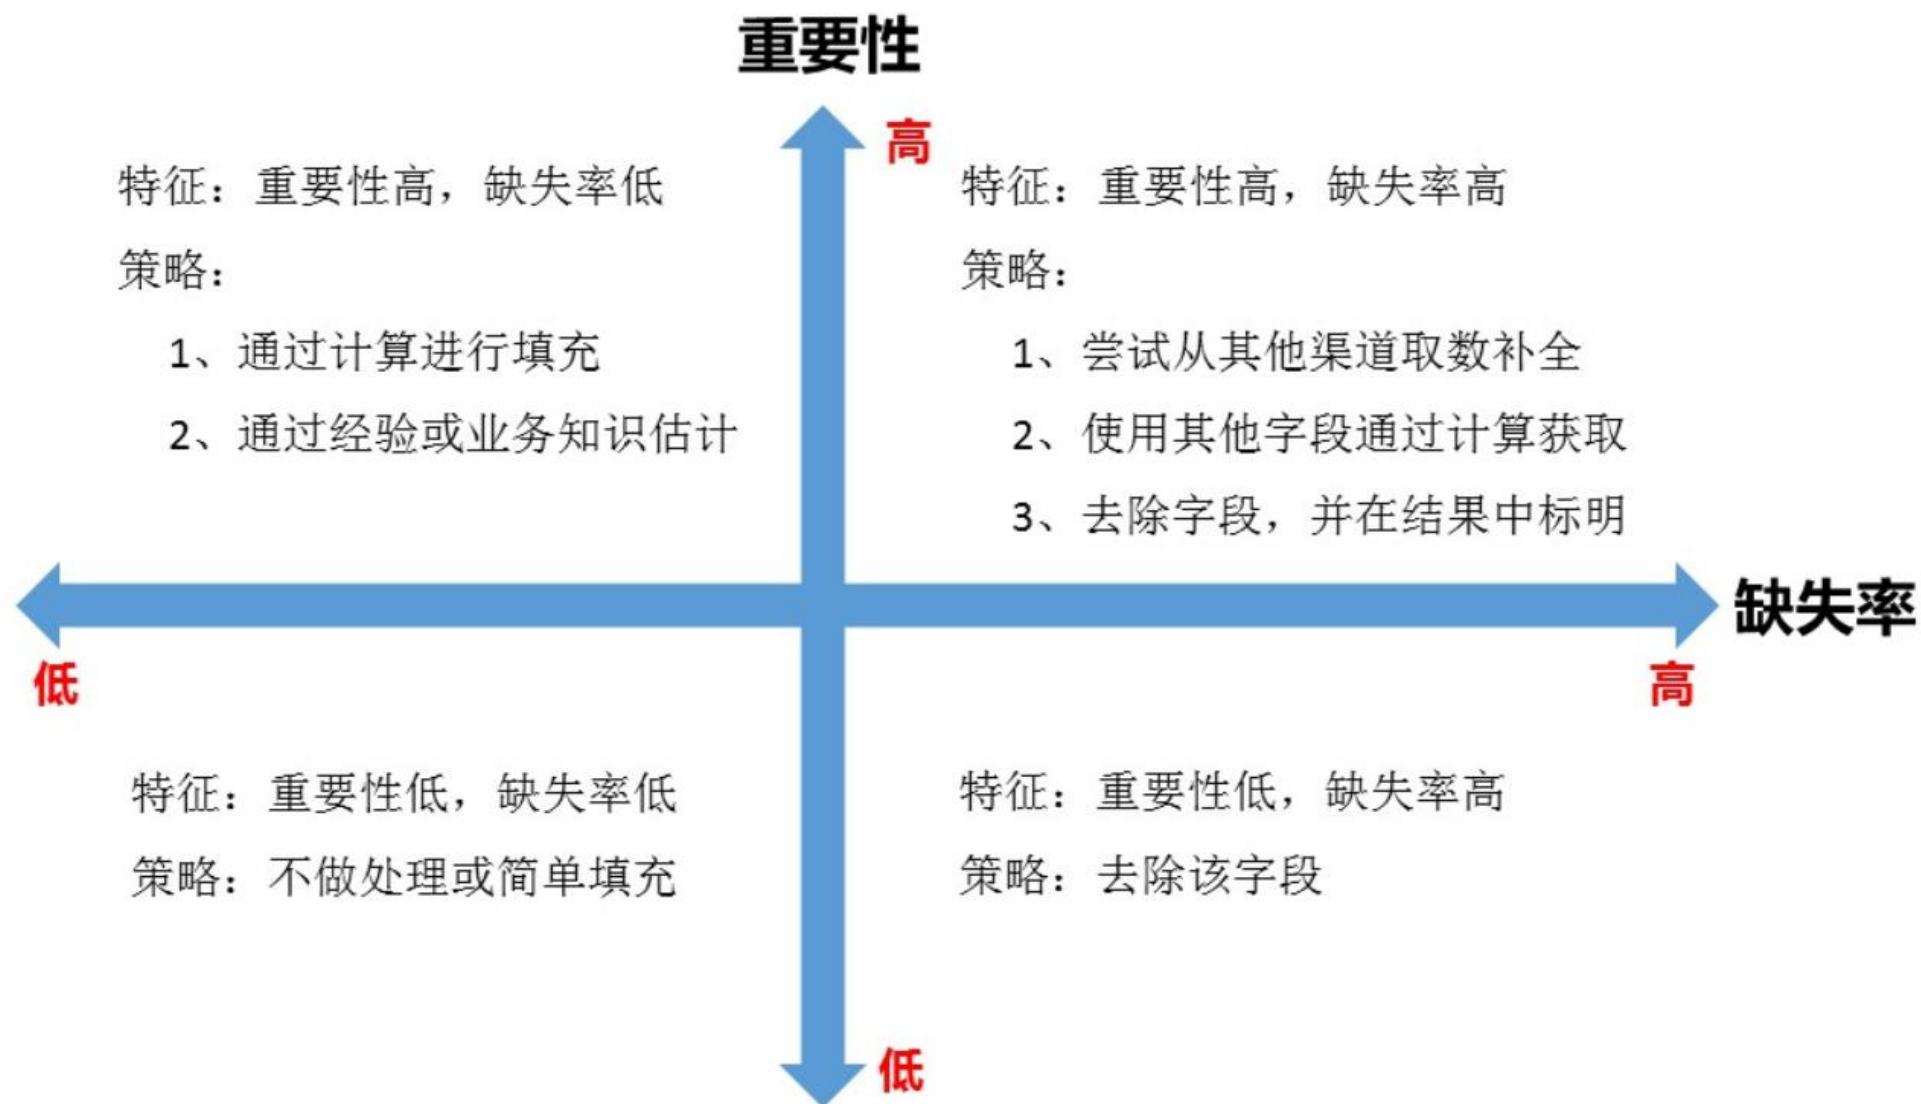 重要性
高
特征：重要性高，缺失率低
策略：
1、通过计算进行填充
2、通过经验或业务知识估计
特征：重要性高，缺失率高
策略：
1、尝试从其他渠道取数补全
2、使用其他字段通过计算获取
3、去除字段，并在结果中标明
缺失率
低
高
特征：重要性低，缺失率低
策略：不做处理或简单填充
特征：重要性低，缺失率高
策略：去除该字段
低